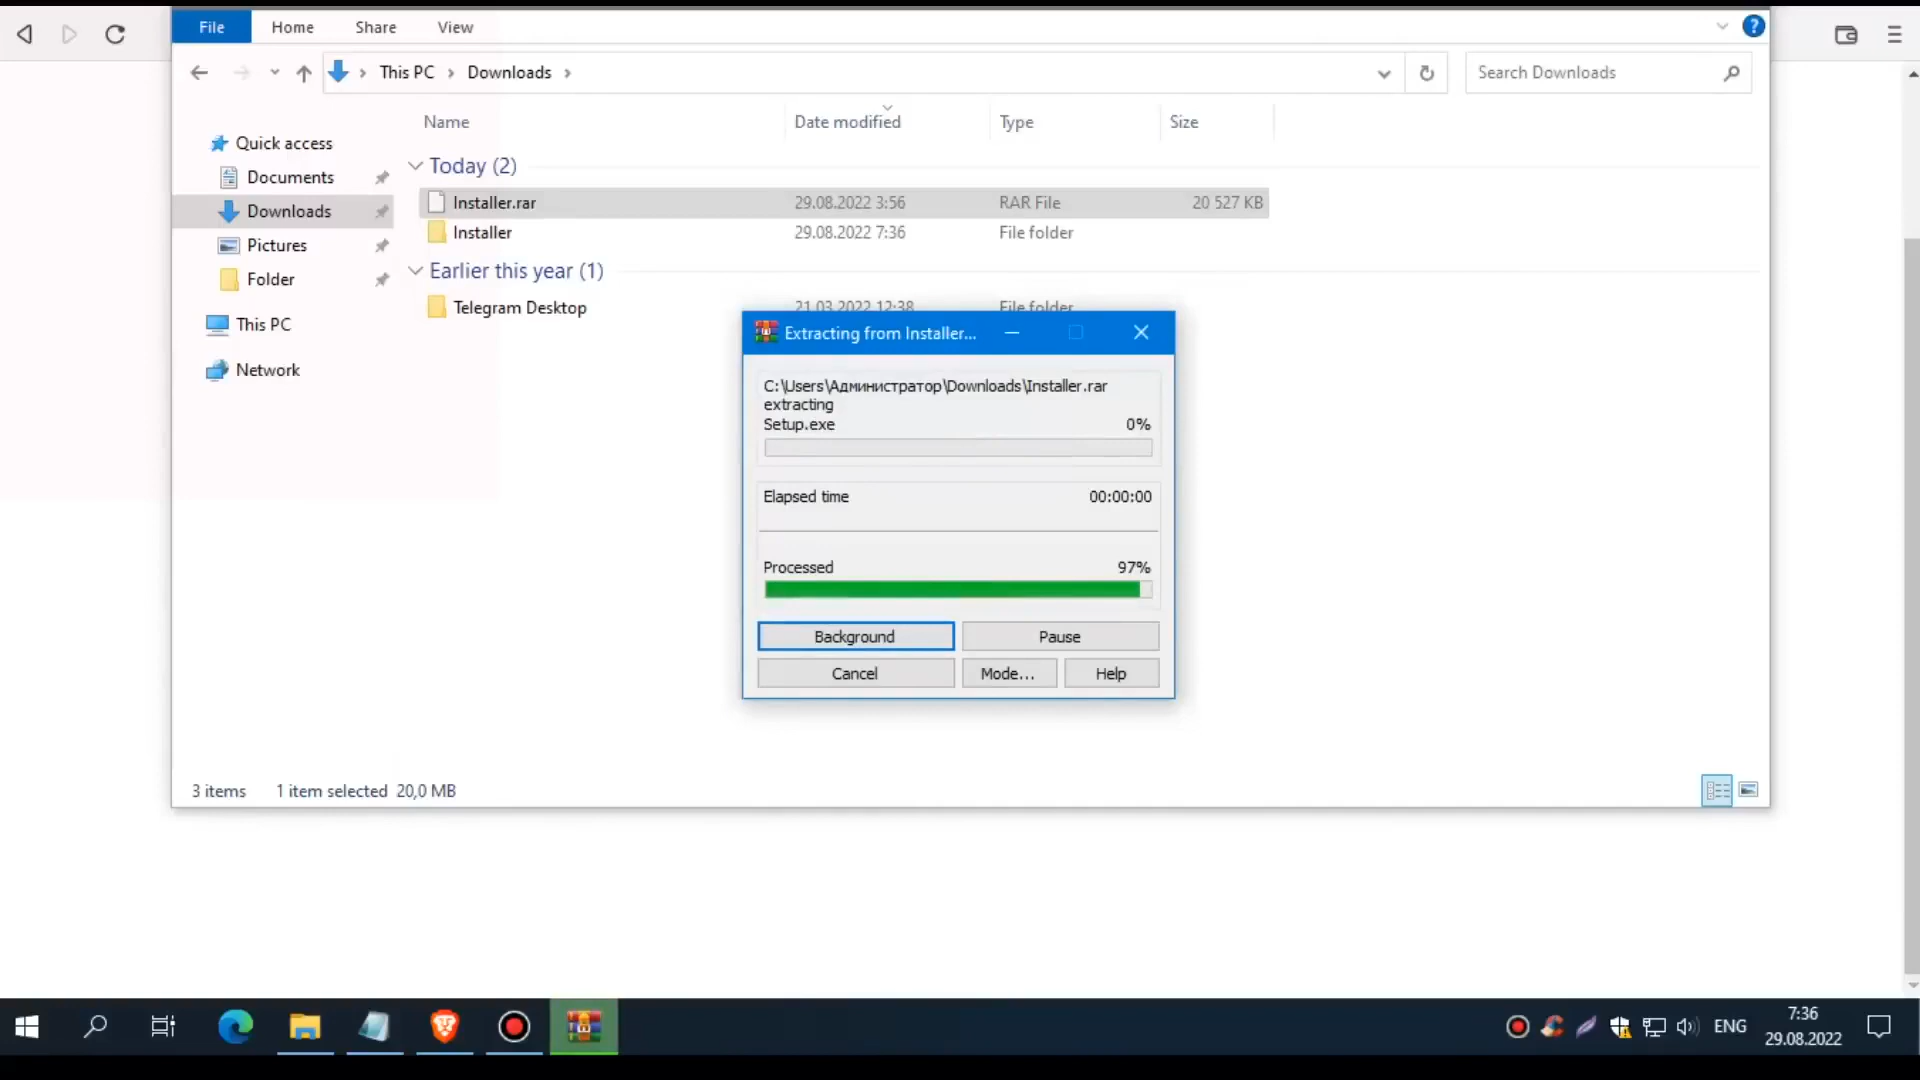 File Home Share View
This PC > Downloads >
Search Downloads
Name Date modified Type Size
Quick access
Documents
Downloads
Pictures
Folder
This PC
Network
Today (2)
Installer.rar 29.08.2022 3:56 RAR File 20 527 KB
Installer 29.08.2022 7:36 File folder
Earlier this year (1)
Telegram Desktop 21.03.2022 12:38 File folder
Extracting from Installer...
C:\Users\Администратор\Downloads\Installer.rar
extracting
Setup.exe 0%
Elapsed time 00:00:00
Processed 97%
Background Pause
Cancel Mode... Help
3 items 1 item selected 20,0 MB
ENG
7:36
29.08.2022